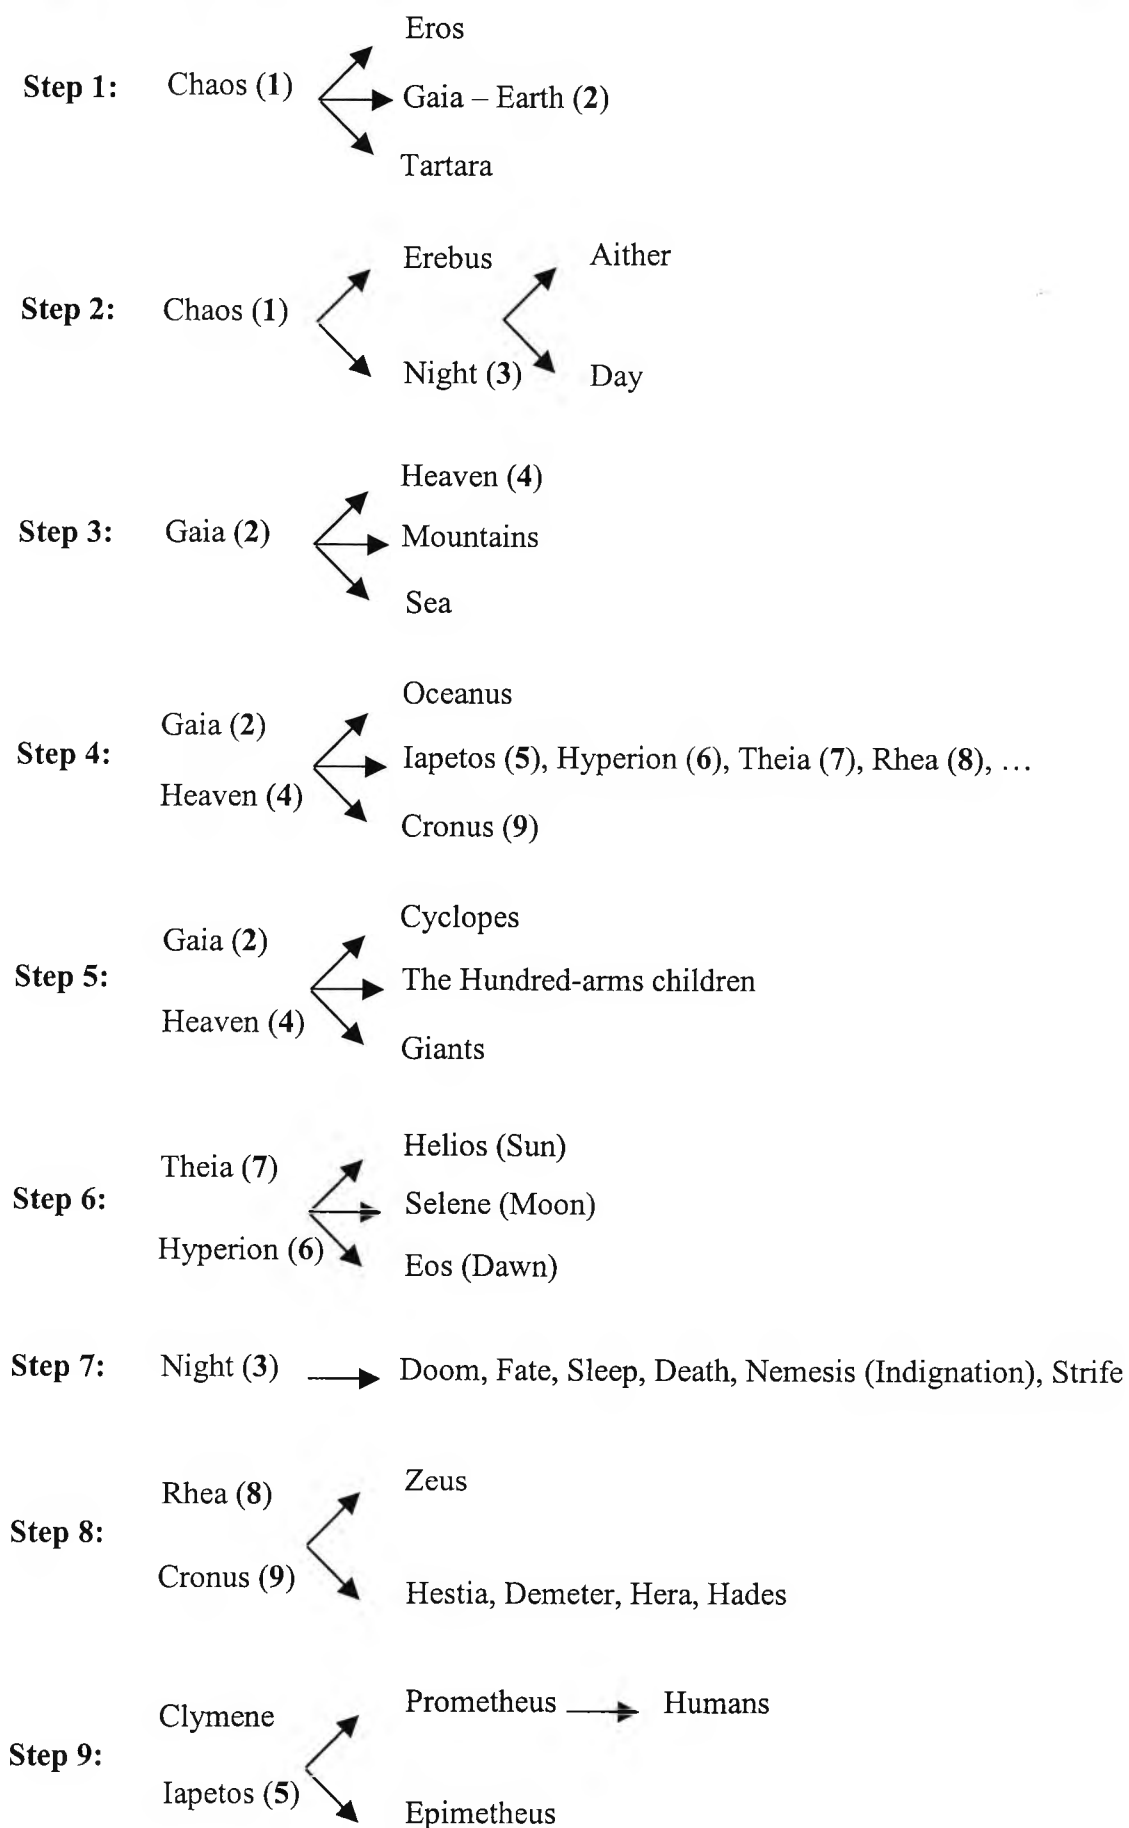 Eros
Step 1: Chaos (1) Gaia – Earth (2)
Tartara
Erebus Aither
Step 2: Chaos (1)
Night (3) Day
Heaven (4)
Step 3: Gaia (2) Mountains
Sea
Oceanus
Gaia (2)
Step 4: Iapetos (5), Hyperion (6), Theia (7), Rhea (8), …
Heaven (4)
Cronus (9)
Cyclopes
Gaia (2)
Step 5: The Hundred-arms children
Heaven (4)
Giants
Helios (Sun)
Theia (7)
Step 6: Selene (Moon)
Hyperion (6)
Eos (Dawn)
Step 7: Night (3) Doom, Fate, Sleep, Death, Nemesis (Indignation), Strife
Zeus
Rhea (8)
Step 8:
Cronus (9)
Hestia, Demeter, Hera, Hades
Prometheus Humans
Clymene
Step 9:
Iapetos (5)
Epimetheus